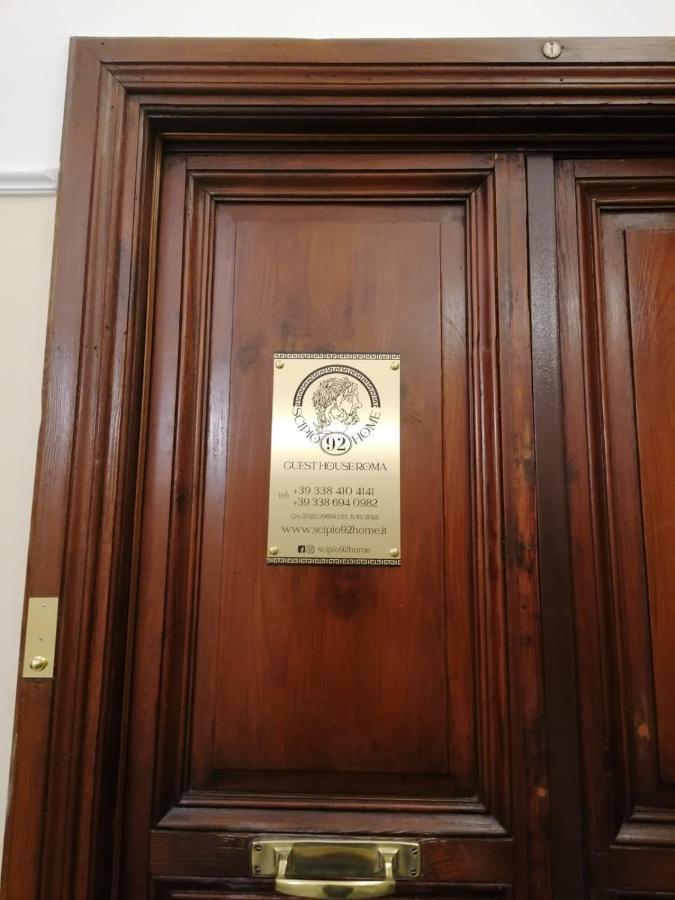 SCIPIO 92 HOME
GUEST HOUSE ROMA
tel: +39 338 410 4141
+39 338 694 0982
www.scipio92home.it
scipio92home
1